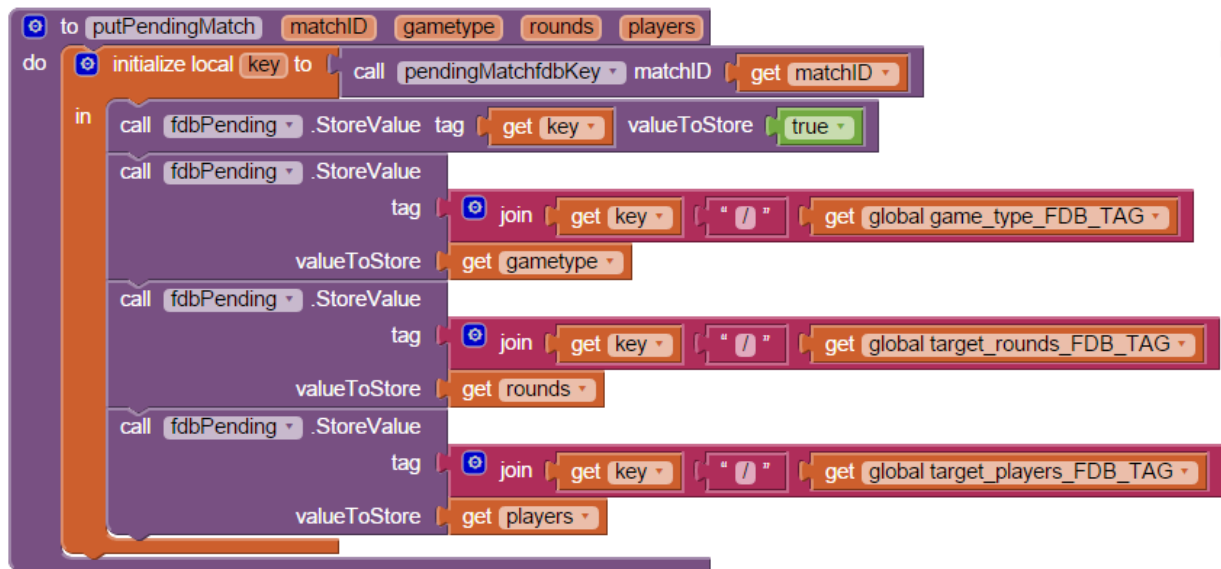 to putPendingMatch matchID gametype rounds players
do initialize local key to call pendingMatchfdbKey matchID get matchID
in call fdbPending .StoreValue tag get key valueToStore true
call fdbPending .StoreValue
tag join get key " / " get global game_type_FDB_TAG
valueToStore get gametype
call fdbPending .StoreValue
tag join get key " / " get global target_rounds_FDB_TAG
valueToStore get rounds
call fdbPending .StoreValue
tag join get key " / " get global target_players_FDB_TAG
valueToStore get players